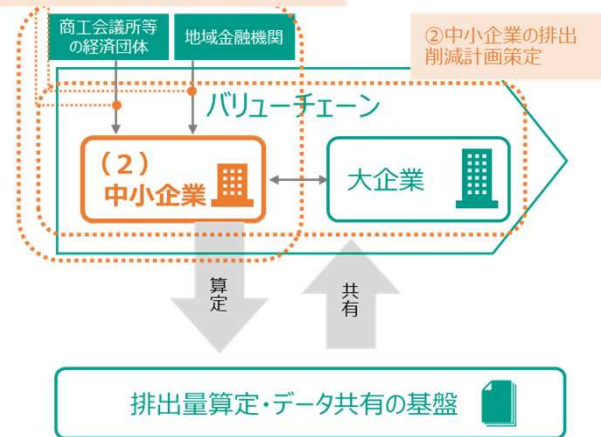 商工会議所等
の経済団体
地域金融機関
②中小企業の排出
削減計画策定
バリューチェーン
(2)
中小企業
大企業
算定
共有
排出量算定・データ共有の基盤